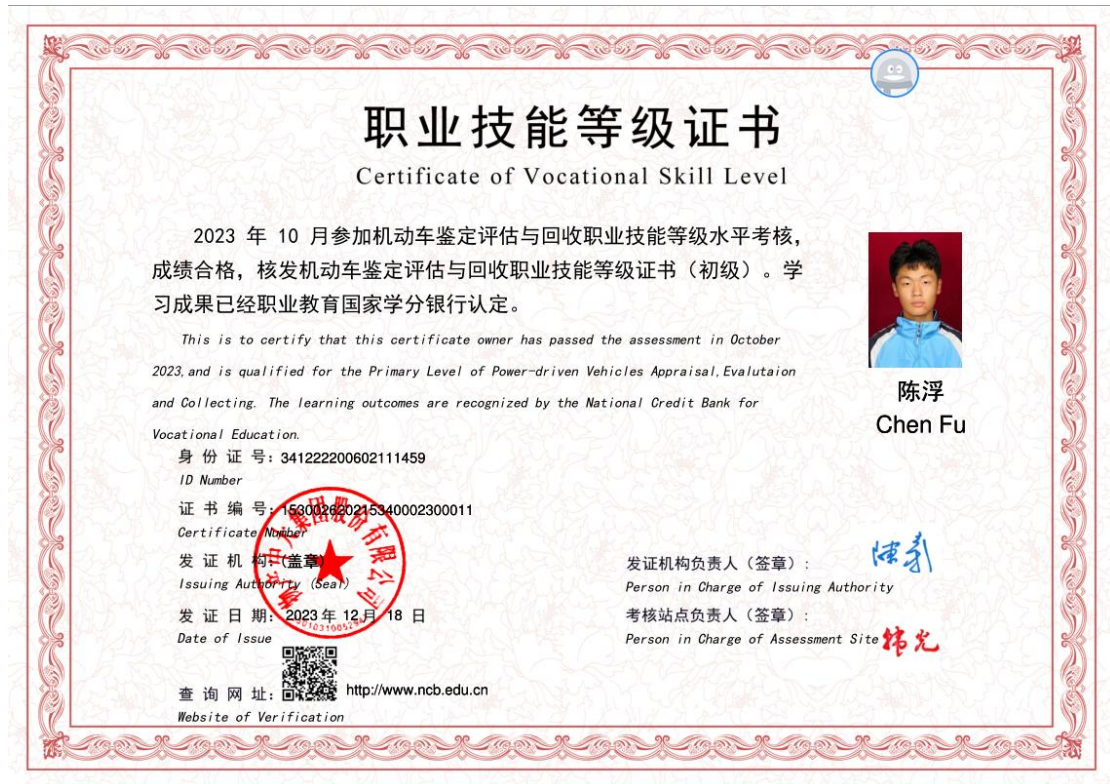 职业技能等级证书
Certificate of Vocational Skill Level
2023 年 10 月参加机动车鉴定评估与回收职业技能等级水平考核，
成绩合格，核发机动车鉴定评估与回收职业技能等级证书（初级）。学
习成果已经职业教育国家学分银行认定。
This is to certify that this certificate owner has passed the assessment in October
2023,and is qualified for the Primary Level of Power-driven Vehicles Appraisal,Evalutaion
and Collecting. The learning outcomes are recognized by the National Credit Bank for
Vocational Education.
陈浮
Chen Fu
身份证号：341222200602111459
ID Number
证书编号：153002620215340002300011
Certificate Number
发证机构：(盖章)
Issuing Authority (Seal)
集团股份有限公司
发证日期：2023 年 12 月 18 日
Date of Issue
查询网址： http://www.ncb.edu.cn
Website of Verification
发证机构负责人（签章）：
Person in Charge of Issuing Authority
考核站点负责人（签章）：
Person in Charge of Assessment Site